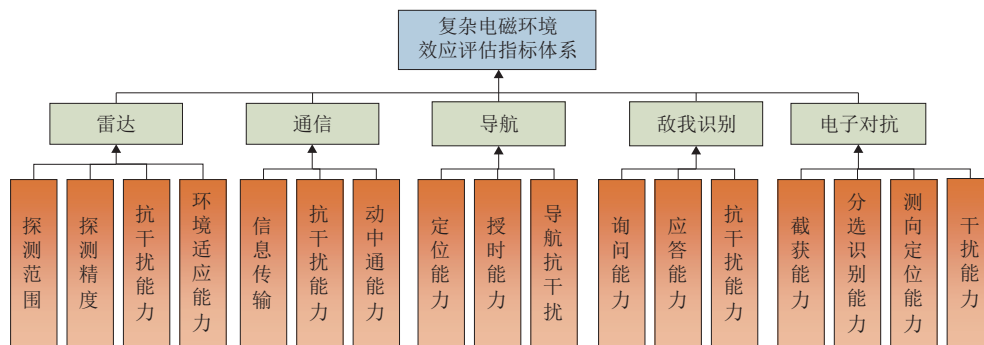 复杂电磁环境
效应评估指标体系
雷达
通信
导航
敌我识别
电子对抗
探测范围
探测精度
抗干扰能力
环境适应能力
信息传输
抗干扰能力
动中通能力
定位能力
授时能力
导航抗干扰
询问能力
应答能力
抗干扰能力
截获能力
分选识别能力
测向定位能力
干扰能力